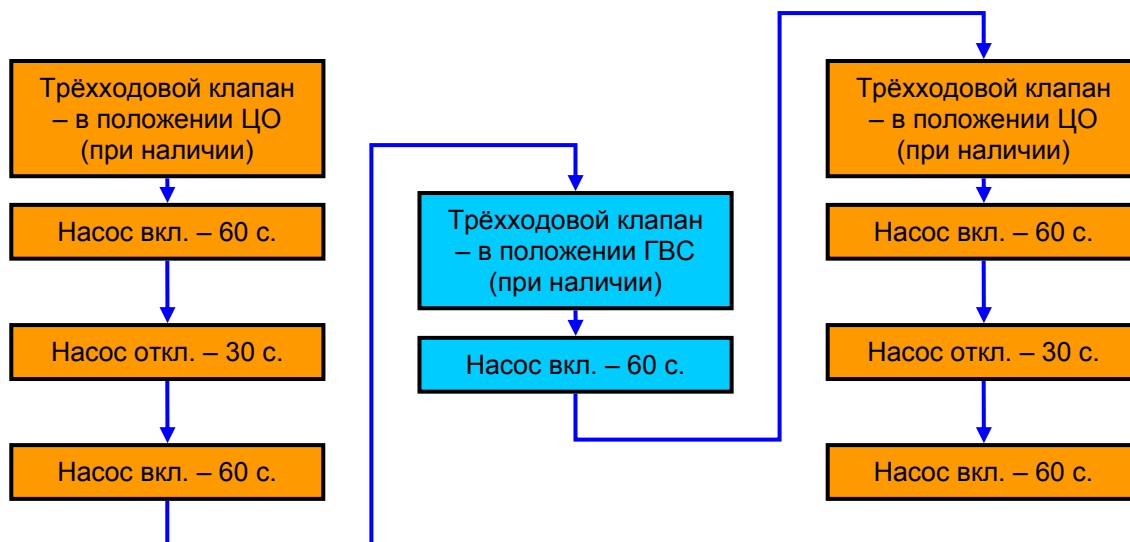 Трёхходовой клапан
– в положении ЦО
(при наличии)
Насос вкл. – 60 с.
Насос откл. – 30 с.
Насос вкл. – 60 с.
Трёхходовой клапан
– в положении ГВС
(при наличии)
Насос вкл. – 60 с.
Трёхходовой клапан
– в положении ЦО
(при наличии)
Насос вкл. – 60 с.
Насос откл. – 30 с.
Насос вкл. – 60 с.